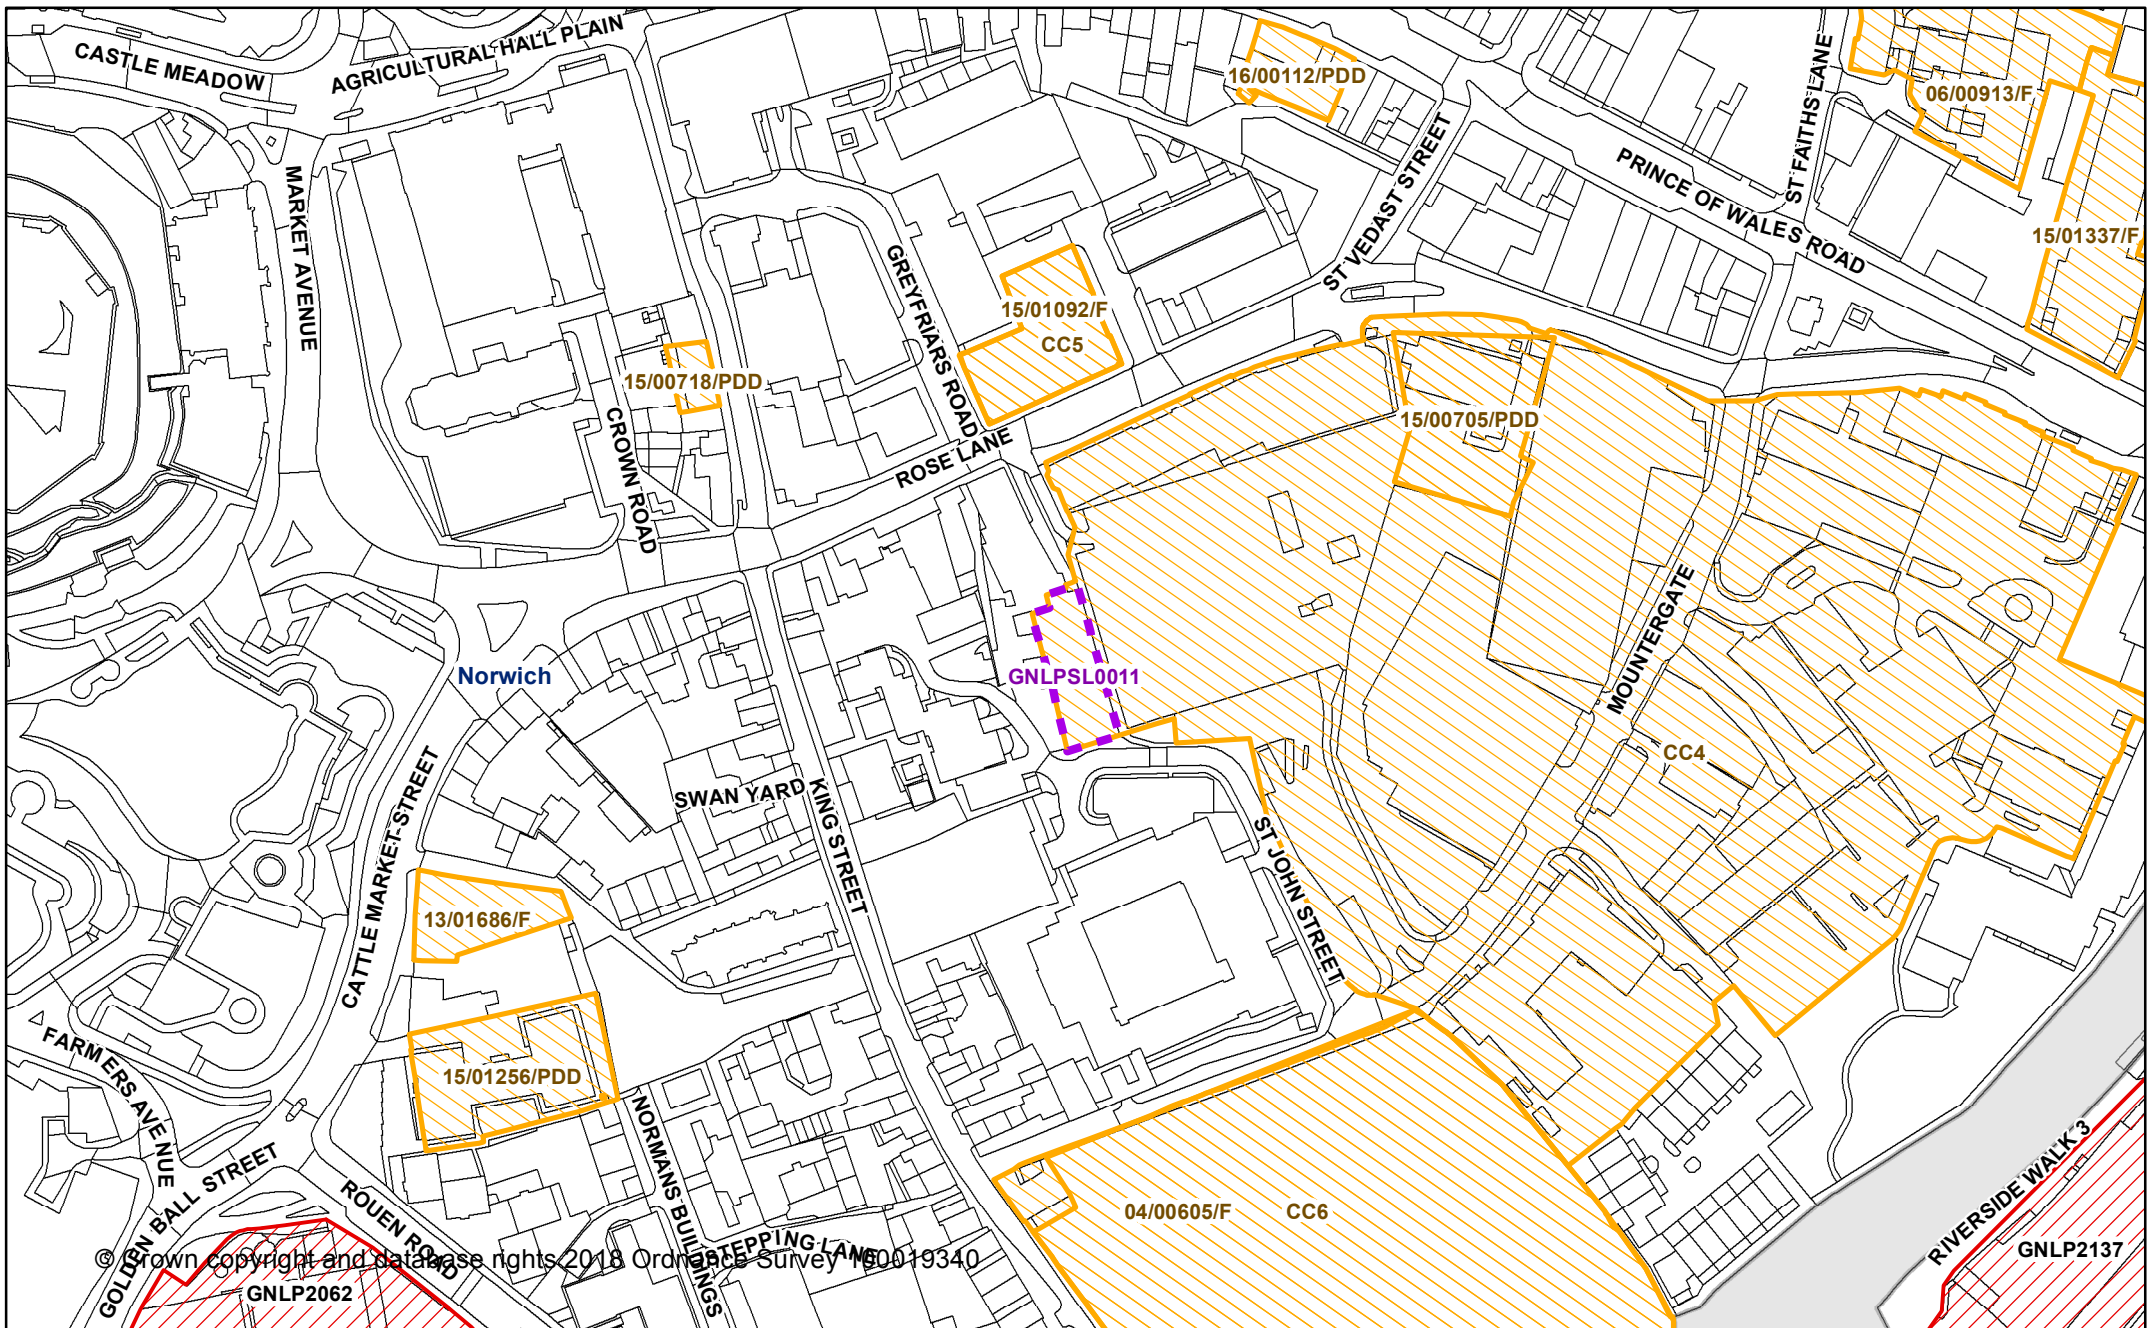 CASTLE MEADOW
AGRICULTURAL HALL PLAIN
16/00112/PDD
06/00913/F
ST FAITHS LANE
PRINCE OF WALES ROAD
ST VEDAST STREET
15/01337/F
MARKET AVENUE
GREYFRIARS ROAD
15/01092/F
CC5
15/00718/PDD
CROWN ROAD
ROSE LANE
15/00705/PDD
MOUNTERGATE
Norwich
GNLPSL0011
CC4
SWAN YARD
KING STREET
CATTLE MARKET STREET
ST JOHN STREET
13/01686/F
15/01256/PDD
FARMERS AVENUE
GOLDEN BALL STREET
ROUEN ROAD
NORMANS BUILDINGS
STEPPING LANE
04/00605/F
CC6
RIVERSIDE WALK 3
GNLP2137
© Crown copyright and database rights 2018 Ordnance Survey 100019340
GNLP2062